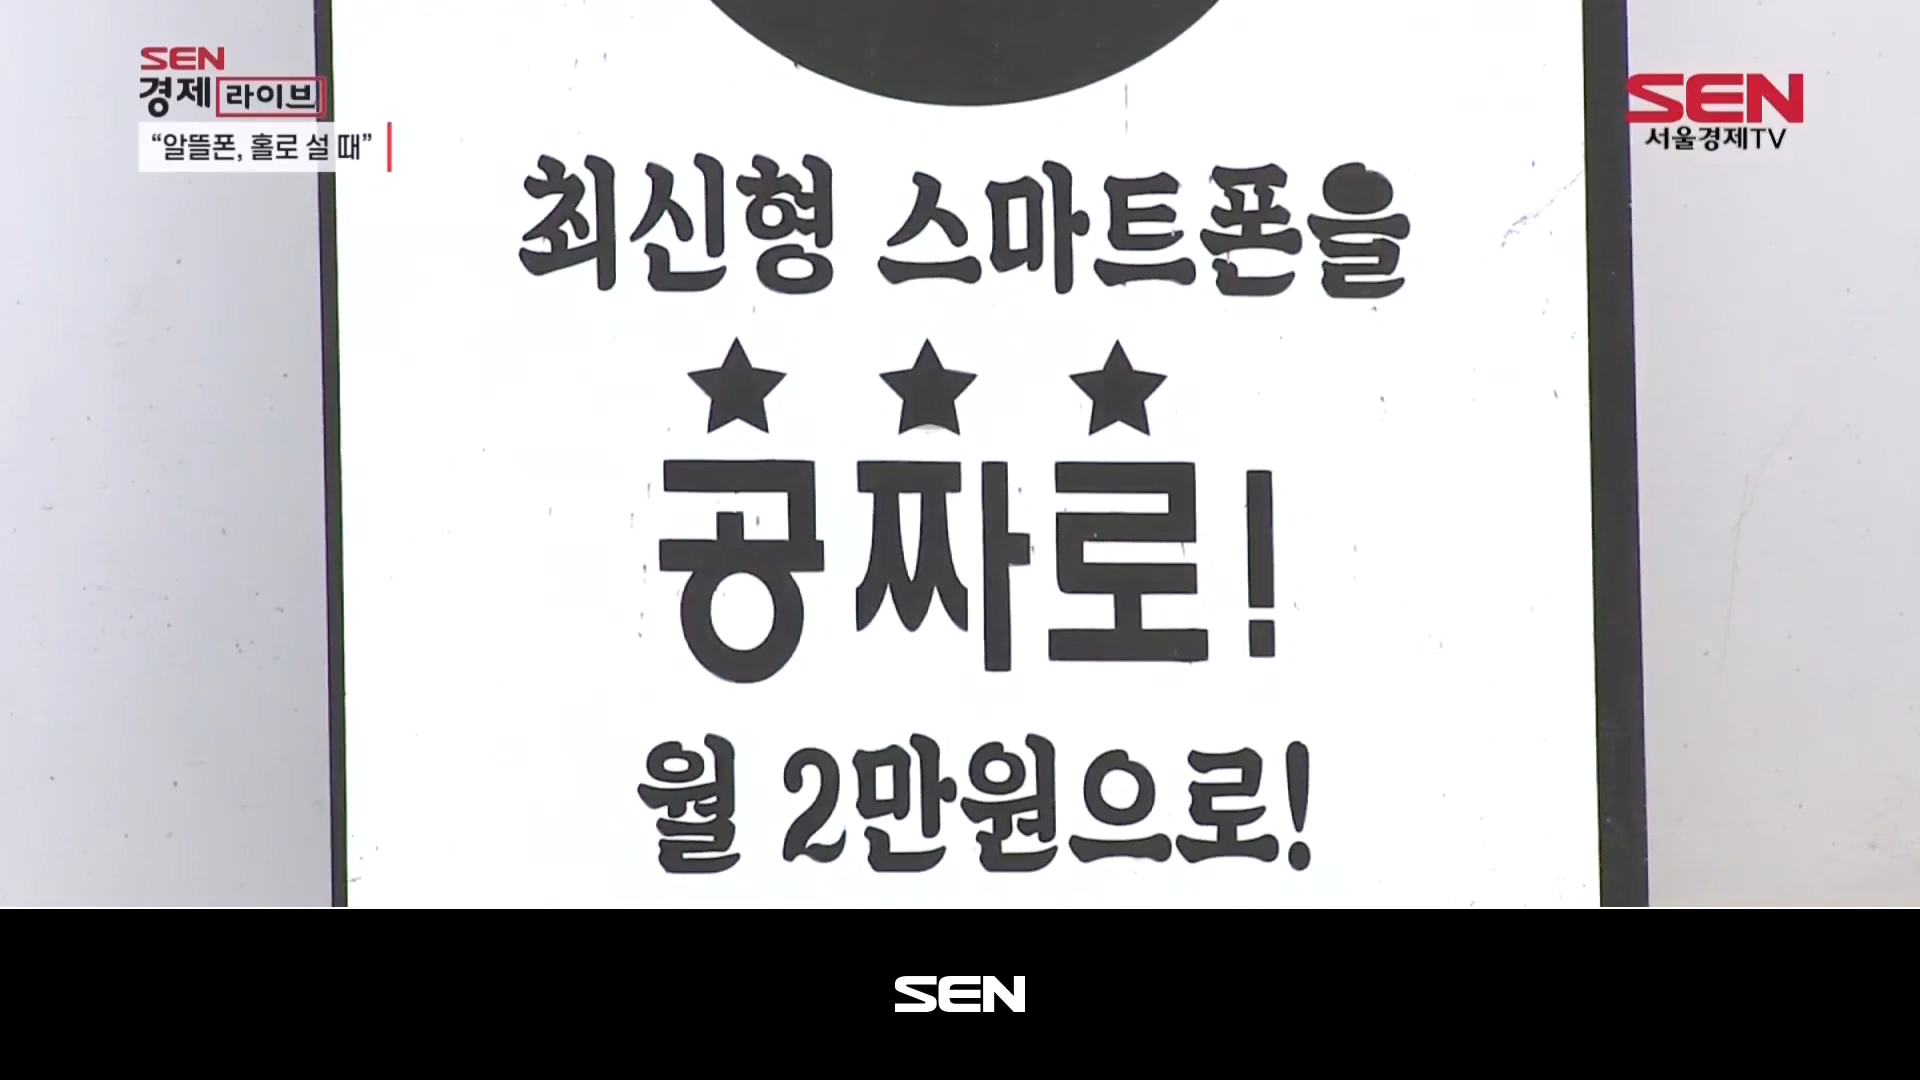 SEN
경제 라이브
“알뜰폰, 홀로 설 때”
SEN
서울경제TV
최신형 스마트폰을
공짜로!
월 2만원으로!
SEN